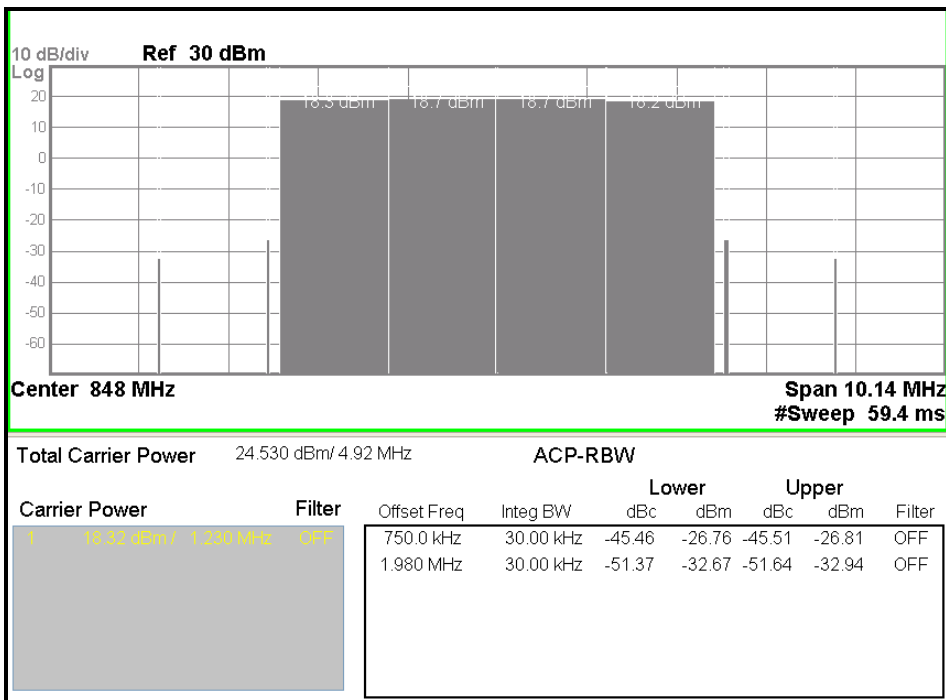 10 dB/div Ref 30 dBm
Log
18.3 dBm 18.7 dBm 18.7 dBm 18.2 dBm
20
10
0
-10
-20
-30
-40
-50
-60
Center 848 MHz Span 10.14 MHz
#Sweep 59.4 ms
Total Carrier Power 24.530 dBm/ 4.92 MHz ACP-RBW
Lower Upper
Carrier Power Filter Offset Freq Integ BW dBc dBm dBc dBm Filter
1 18.32 dBm / 1.230 MHz OFF 750.0 kHz 30.00 kHz -45.46 -26.76 -45.51 -26.81 OFF
1.980 MHz 30.00 kHz -51.37 -32.67 -51.64 -32.94 OFF